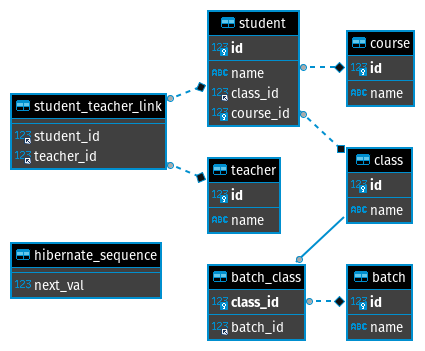 student
123 id
ABC name
123 class_id
123 course_id
course
123 id
ABC name
student_teacher_link
123 student_id
123 teacher_id
teacher
123 id
ABC name
class
123 id
ABC name
hibernate_sequence
123 next_val
batch_class
123 class_id
123 batch_id
batch
123 id
ABC name